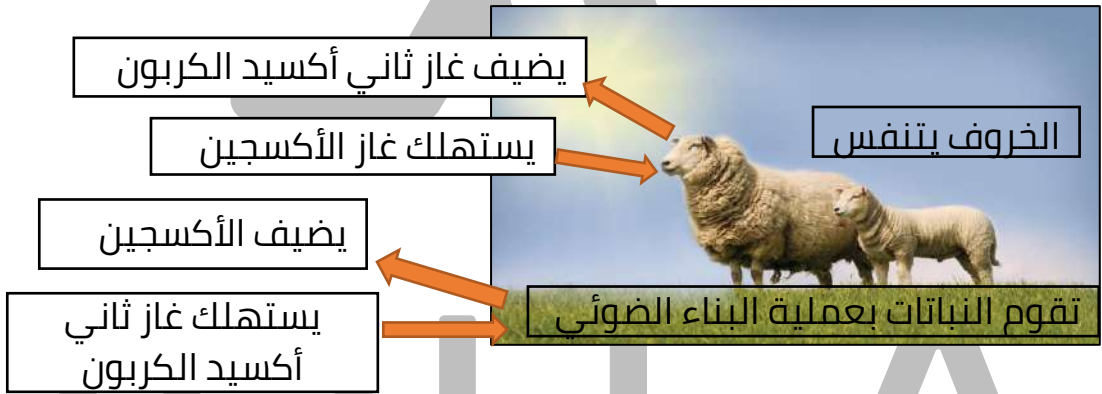 يضيف غاز ثاني أكسيد الكربون
الخروف يتنفس
يستهلك غاز الأكسجين
يضيف الأكسجين
تقوم النباتات بعملية البناء الضوئي
يستهلك غاز ثاني
أكسيد الكربون